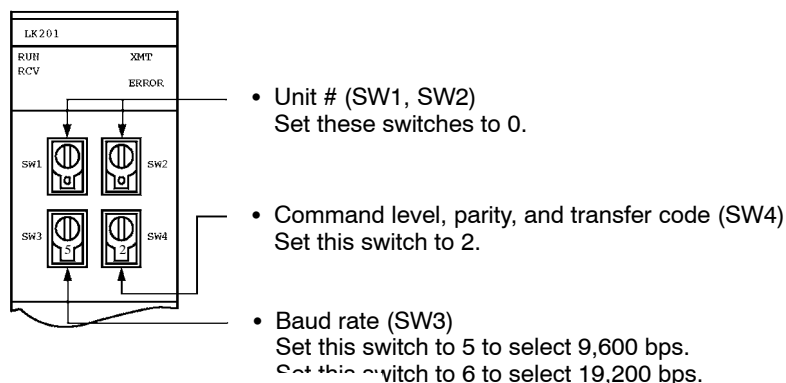 LK201
RUN XMT
RCV
ERROR
• Unit # (SW1, SW2)
Set these switches to 0.
SW1 0 0 SW2
• Command level, parity, and transfer code (SW4)
Set this switch to 2.
SW3 5 2 SW4
• Baud rate (SW3)
Set this switch to 5 to select 9,600 bps.
Set this switch to 6 to select 19,200 bps.